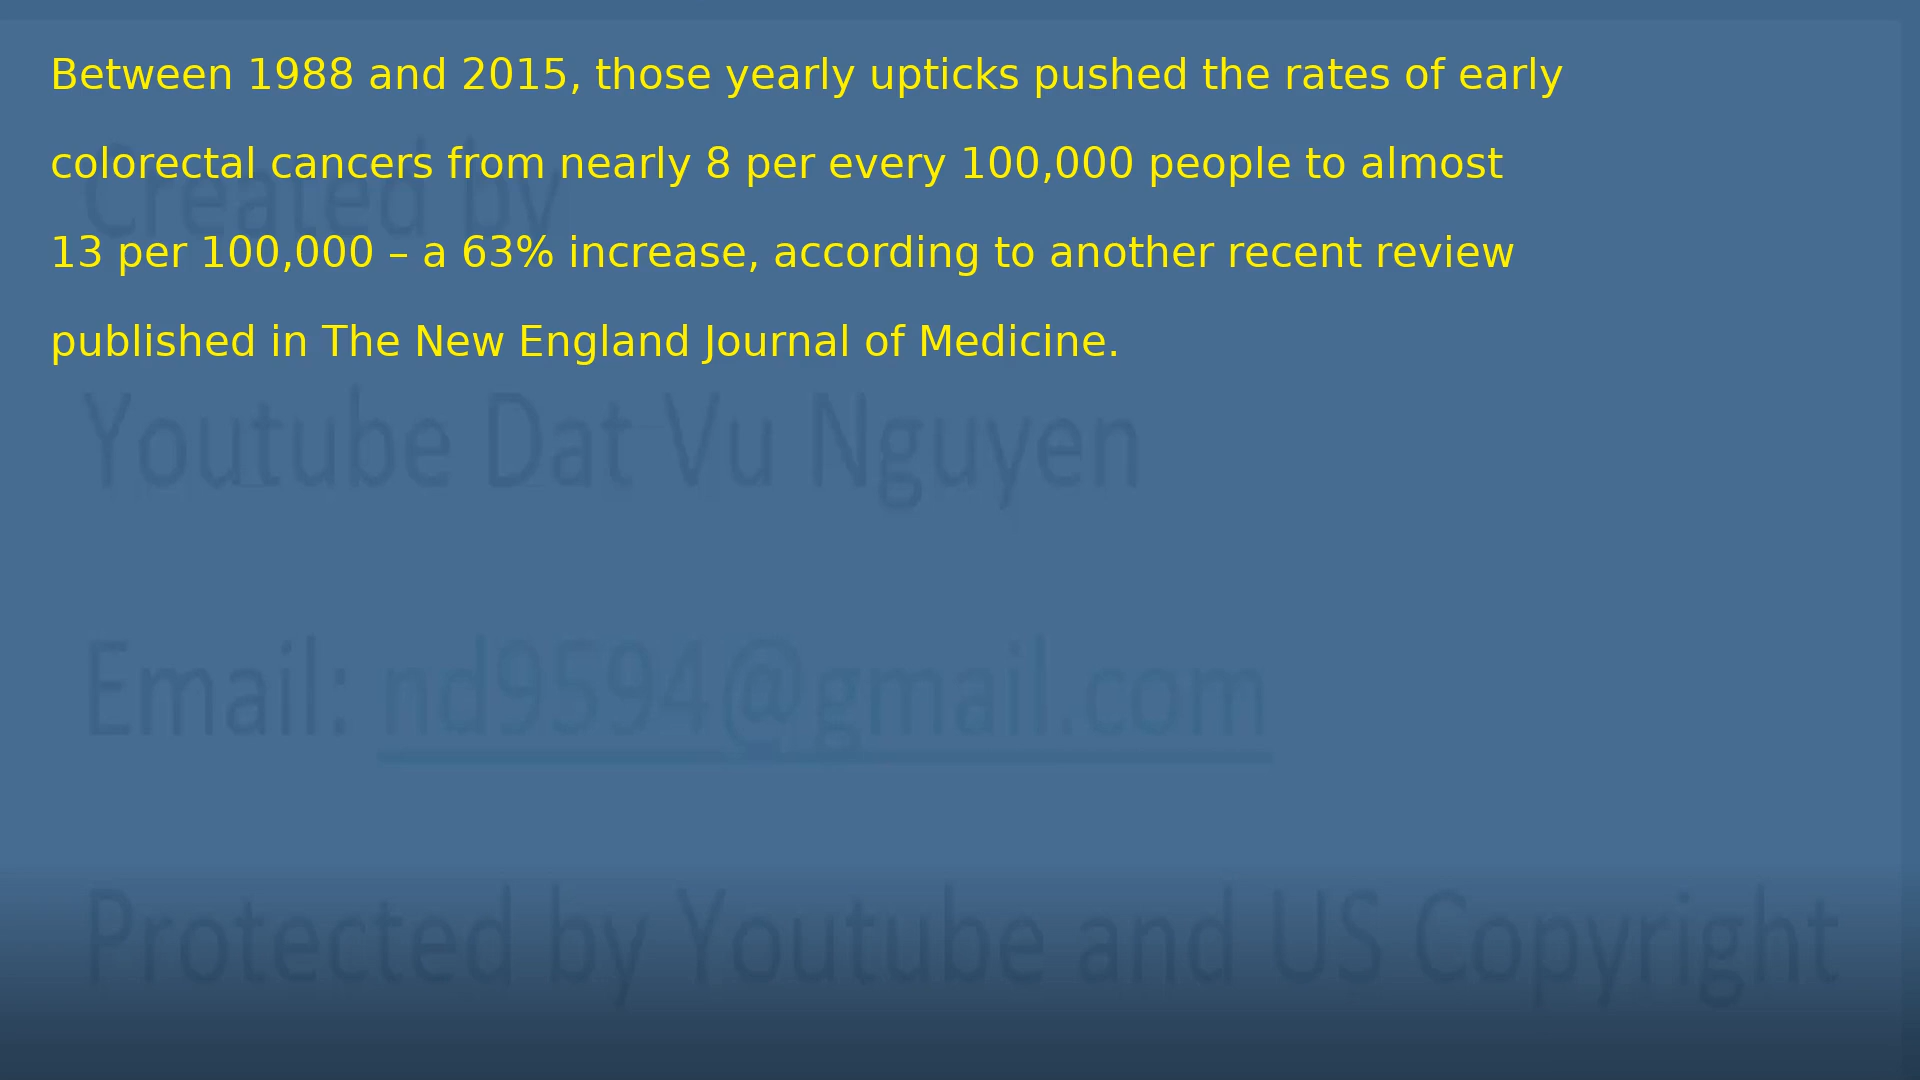 Between 1988 and 2015, those yearly upticks pushed the rates of early
colorectal cancers from nearly 8 per every 100,000 people to almost
Created by
13 per 100,000 – a 63% increase, according to another recent review
published in The New England Journal of Medicine.
Youtube Dat Vu Nguyen
Email: nd9594@gmail.com
Protected by Youtube and US Copyright